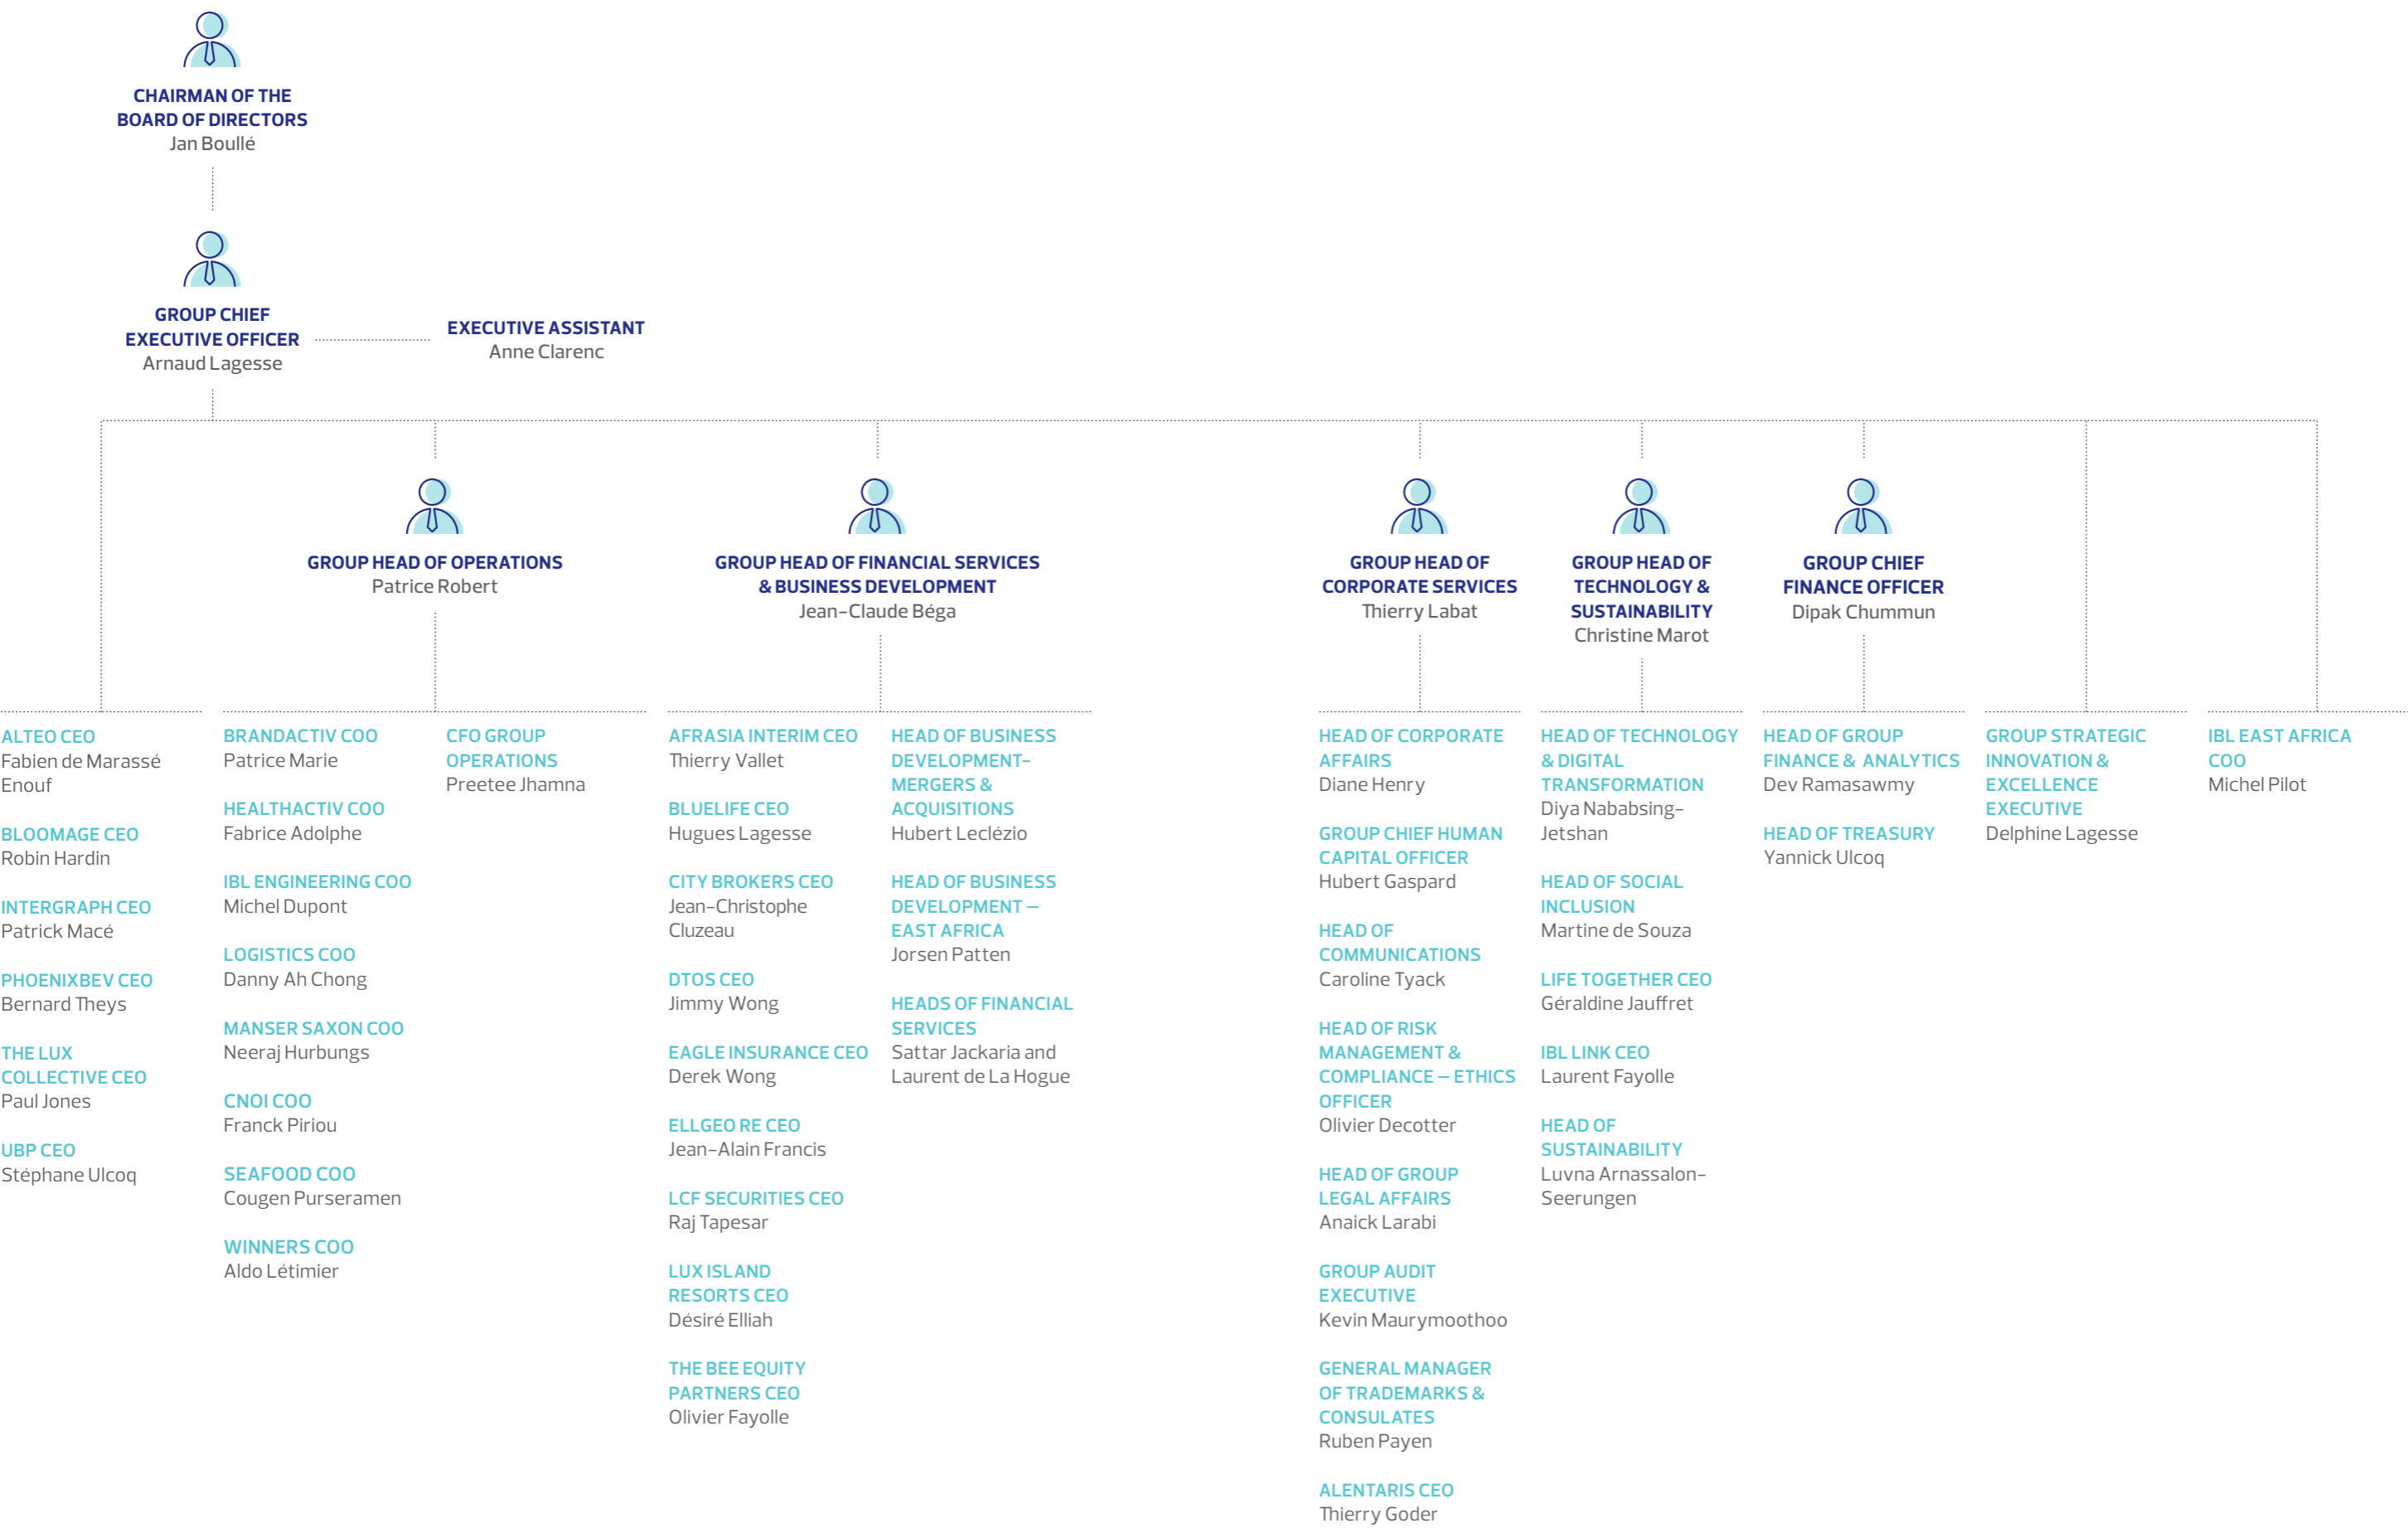 CHAIRMAN OF THE
BOARD OF DIRECTORS
Jan Boullé
GROUP CHIEF
EXECUTIVE OFFICER
Arnaud Lagesse
EXECUTIVE ASSISTANT
Anne Clarenc
GROUP HEAD OF OPERATIONS
Patrice Robert
GROUP HEAD OF FINANCIAL SERVICES
& BUSINESS DEVELOPMENT
Jean-Claude Béga
GROUP HEAD OF
CORPORATE SERVICES
Thierry Labat
GROUP HEAD OF
TECHNOLOGY &
SUSTAINABILITY
Christine Marot
GROUP CHIEF
FINANCE OFFICER
Dipak Chummun
ALTEO CEO
Fabien de Marassé
Enouf
BLOOMAGE CEO
Robin Hardin
INTERGRAPH CEO
Patrick Macé
PHOENIXBEV CEO
Bernard Theys
THE LUX
COLLECTIVE CEO
Paul Jones
UBP CEO
Stéphane Ulcoq
BRANDACTIV COO
Patrice Marie
HEALTHACTIV COO
Fabrice Adolphe
IBL ENGINEERING COO
Michel Dupont
LOGISTICS COO
Danny Ah Chong
MANSER SAXON COO
Neeraj Hurbungs
CNOI COO
Franck Piriou
SEAFOOD COO
Cougen Purseramen
WINNERS COO
Aldo Létimier
CFO GROUP
OPERATIONS
Preetee Jhamna
AFRASIA INTERIM CEO
Thierry Vallet
BLUELIFE CEO
Hugues Lagesse
CITY BROKERS CEO
Jean-Christophe
Cluzeau
DTOS CEO
Jimmy Wong
EAGLE INSURANCE CEO
Derek Wong
ELLGEO RE CEO
Jean-Alain Francis
LCF SECURITIES CEO
Raj Tapesar
LUX ISLAND
RESORTS CEO
Désiré Elliah
THE BEE EQUITY
PARTNERS CEO
Olivier Fayolle
HEAD OF BUSINESS
DEVELOPMENT-
MERGERS &
ACQUISITIONS
Hubert Leclézio
HEAD OF BUSINESS
DEVELOPMENT –
EAST AFRICA
Jorsen Patten
HEADS OF FINANCIAL
SERVICES
Sattar Jackaria and
Laurent de La Hogue
HEAD OF CORPORATE
AFFAIRS
Diane Henry
GROUP CHIEF HUMAN
CAPITAL OFFICER
Hubert Gaspard
HEAD OF
COMMUNICATIONS
Caroline Tyack
HEAD OF RISK
MANAGEMENT &
COMPLIANCE – ETHICS
OFFICER
Olivier Decotter
HEAD OF GROUP
LEGAL AFFAIRS
Anaick Larabi
GROUP AUDIT
EXECUTIVE
Kevin Maurymoothoo
GENERAL MANAGER
OF TRADEMARKS &
CONSULATES
Ruben Payen
ALENTARIS CEO
Thierry Goder
HEAD OF TECHNOLOGY
& DIGITAL
TRANSFORMATION
Diya Nababsing-
Jetshan
HEAD OF SOCIAL
INCLUSION
Martine de Souza
LIFE TOGETHER CEO
Géraldine Jauffret
IBL LINK CEO
Laurent Fayolle
HEAD OF
SUSTAINABILITY
Luvna Arnassalon-
Seerungen
HEAD OF GROUP
FINANCE & ANALYTICS
Dev Ramasawmy
HEAD OF TREASURY
Yannick Ulcoq
GROUP STRATEGIC
INNOVATION &
EXCELLENCE
EXECUTIVE
Delphine Lagesse
IBL EAST AFRICA
COO
Michel Pilot